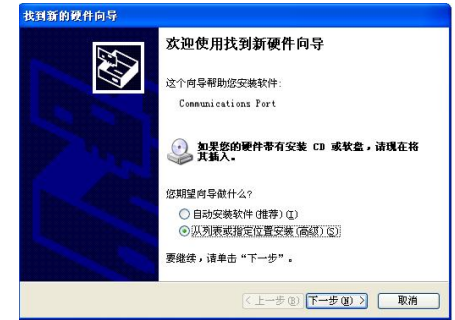 找到新的硬件向导
欢迎使用找到新硬件向导
这个向导帮助您安装软件:
Communications Port
如果您的硬件带有安装 CD 或软盘，请现在将
其插入。
您期望向导做什么?
自动安装软件(推荐)(I)
从列表或指定位置安装(高级)(S)
要继续，请单击“下一步”。
< 上一步(B) 下一步(N) > 取消